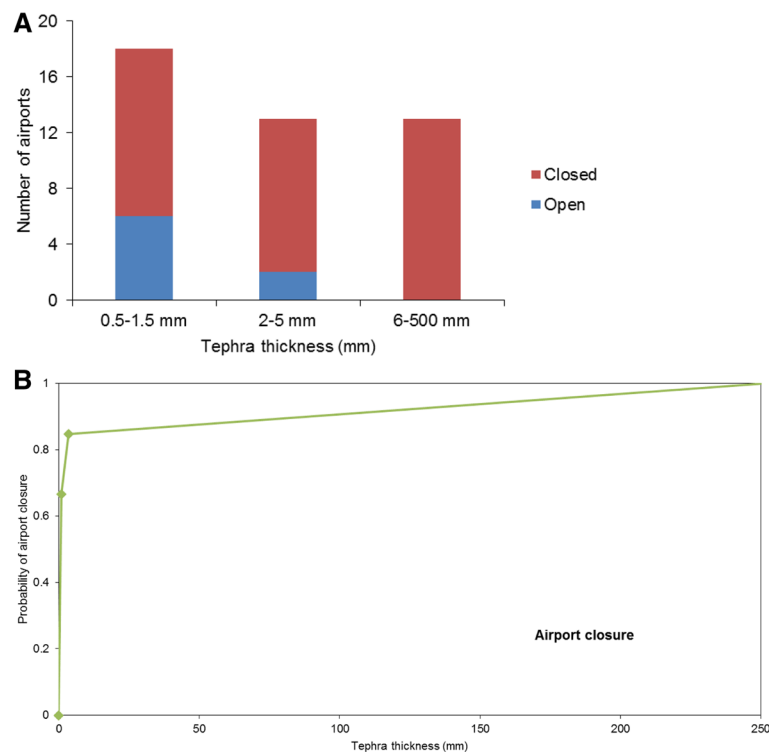 A
20
16
12
8
4
0
Number of airports
0.5-1.5 mm
2-5 mm
6-500 mm
Tephra thickness (mm)
Closed
Open
B
1
0.8
0.6
0.4
0.2
0
Probability of airport closure
Airport closure
0
50
100
150
200
250
Tephra thickness (mm)